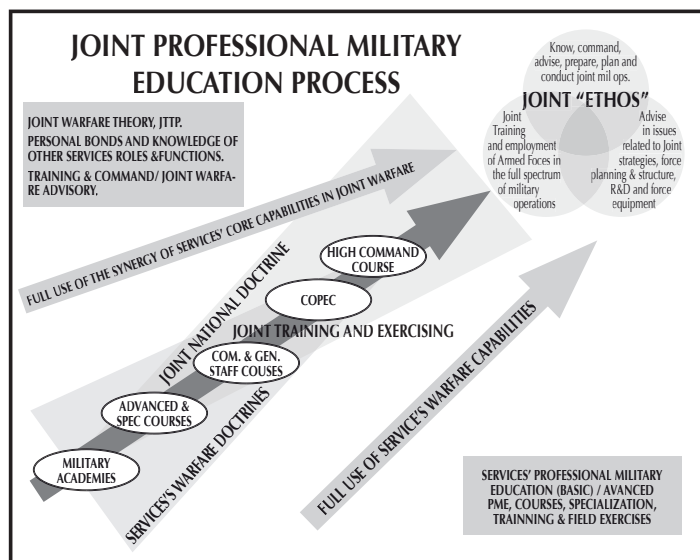 JOINT PROFESSIONAL MILITARY
EDUCATION PROCESS
Know, command,
advise, prepare, plan and
conduct joint mil ops.
JOINT “ETHOS”
Joint
Training
and employment
of Armed Foces in
the full spectrum
of military
operations
Advise
in issues
related to Joint
strategies, force
planning & structure,
R&D and force
equipment
JOINT WARFARE THEORY, JTTP.
PERSONAL BONDS AND KNOWLEDGE OF
OTHER SERVICES ROLES &FUNCTIONS.
TRAINING & COMMAND/ JOINT WARFA-
RE ADVISORY.
FULL USE OF THE SYNERGY OF SERVICES' CORE CAPABILITIES IN JOINT WARFARE
JOINT NATIONAL DOCTRINE
HIGH COMMAND
COURSE
COPEC
JOINT TRAINING AND EXERCISING
COM. & GEN.
STAFF COUSES
ADVANCED &
SPEC COURSES
MILITARY
ACADEMIES
SERVICES'S WARFARE DOCTRINES
FULL USE OF SERVICE'S WARFARE CAPABILITIES
SERVICES' PROFESSIONAL MILITARY
EDUCATION (BASIC) / AVANCED
PME, COURSES, SPECIALIZATION,
TRAINNING & FIELD EXERCISES